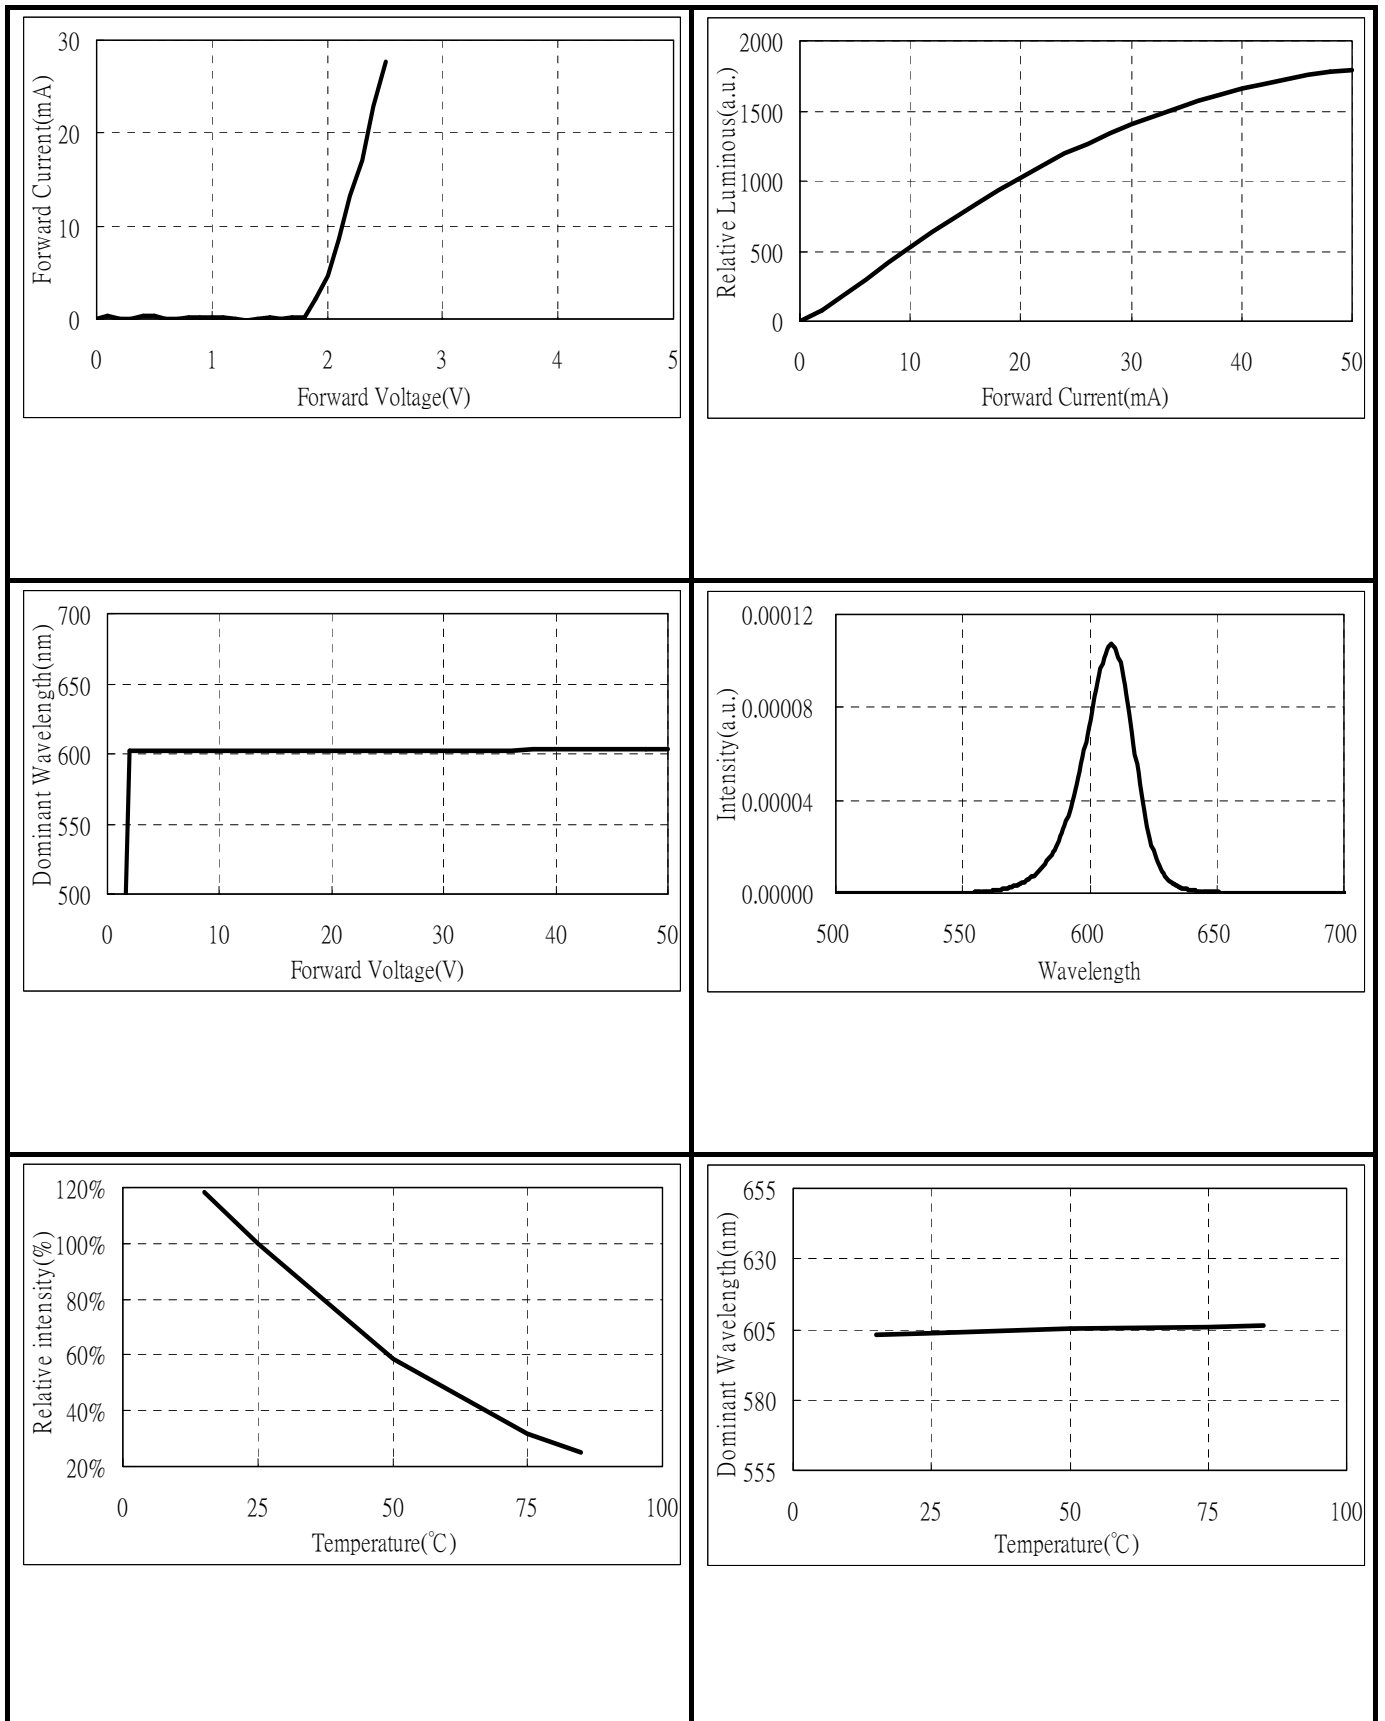 30
20
10
0
Forward Current(mA)
0 1 2 3 4 5
Forward Voltage(V)
2000
1500
1000
500
0
Relative Luminous(a.u.)
0 10 20 30 40 50
Forward Current(mA)
700
650
600
550
500
Dominant Wavelength(nm)
0 10 20 30 40 50
Forward Voltage(V)
0.00012
0.00008
0.00004
0.00000
Intensity(a.u.)
500 550 600 650 700
Wavelength
120%
100%
80%
60%
40%
20%
Relative intensity(%)
0 25 50 75 100
Temperature(℃)
655
630
605
580
555
Dominant Wavelength(nm)
0 25 50 75 100
Temperature(℃)